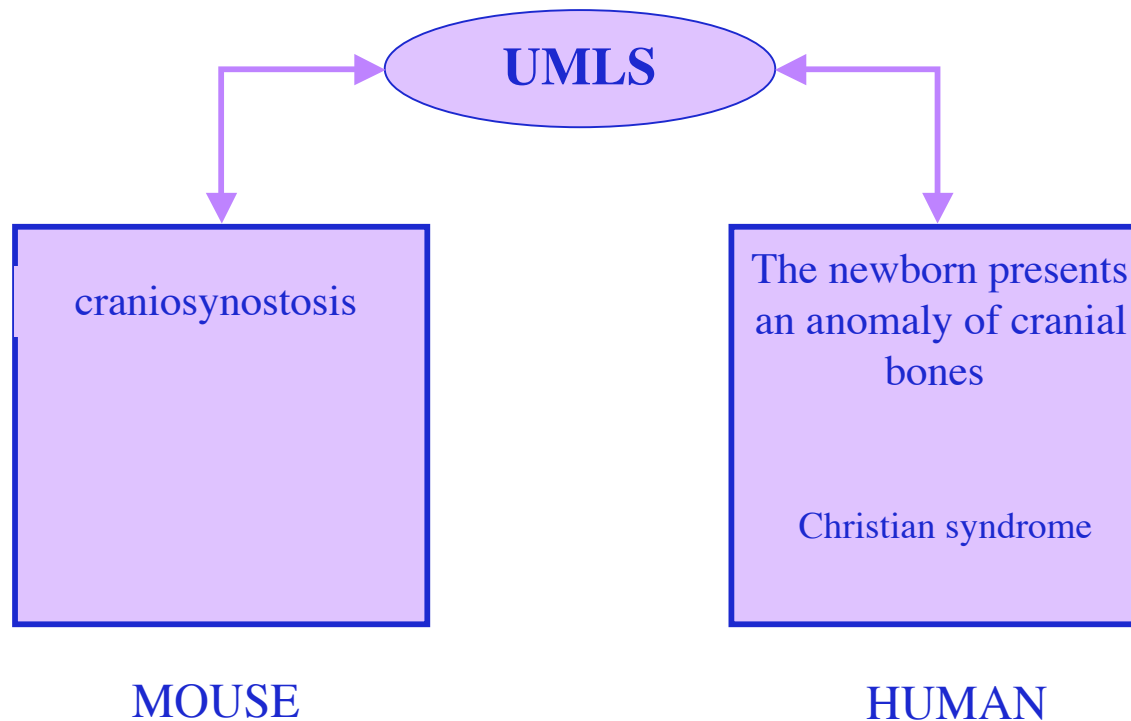 UMLS
craniosynostosis
The newborn presents
an anomaly of cranial
bones
Christian syndrome
MOUSE
HUMAN